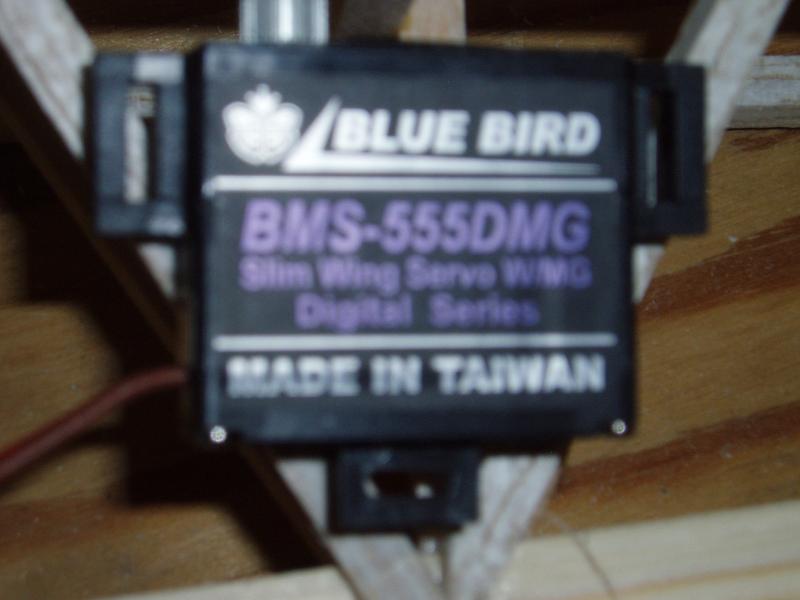 BLUE BIRD
BMS-555DMG
Slim Wing Servo W/MG
Digital Series
MADE IN TAIWAN